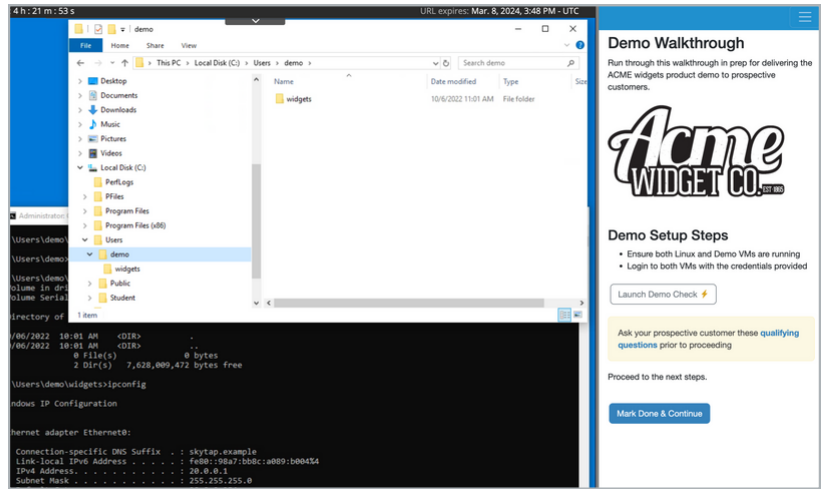 4 h : 21 m : 53 s
URL expires: Mar. 8, 2024, 3:48 PM - UTC
demo
File Home Share View
This PC > Local Disk (C:) > Users > demo >
Search demo
Name Date modified Type Size
Desktop
Documents
Downloads
Music
Pictures
Videos
Local Disk (C:)
PerfLogs
PFiles
Program Files
Program Files (x86)
Users
demo
widgets
Public
Student
widgets 10/6/2022 11:01 AM File folder
1 item
Administrator:
\Users\demo\
\Users\demo>
\Users\demo\
olume in dri
olume Serial
irectory of
/06/2022 10:01 AM <DIR> .
/06/2022 10:01 AM <DIR> ..
0 File(s) 0 bytes
2 Dir(s) 7,628,009,472 bytes free
\Users\demo\widgets>ipconfig
ndows IP Configuration
hernet adapter Ethernet0:
Connection-specific DNS Suffix . : skytap.example
Link-local IPv6 Address . . . . . : fe80::98a7:bb8c:a089:b004%4
IPv4 Address. . . . . . . . . . . : 20.0.0.1
Subnet Mask . . . . . . . . . . . : 255.255.255.0
Demo Walkthrough
Run through this walkthrough in prep for delivering the
ACME widgets product demo to prospective
customers.
Acme
WIDGET CO. EST 1865
Demo Setup Steps
• Ensure both Linux and Demo VMs are running
• Login to both VMs with the credentials provided
Launch Demo Check ⚡
Ask your prospective customer these qualifying
questions prior to proceeding
Proceed to the next steps.
Mark Done & Continue